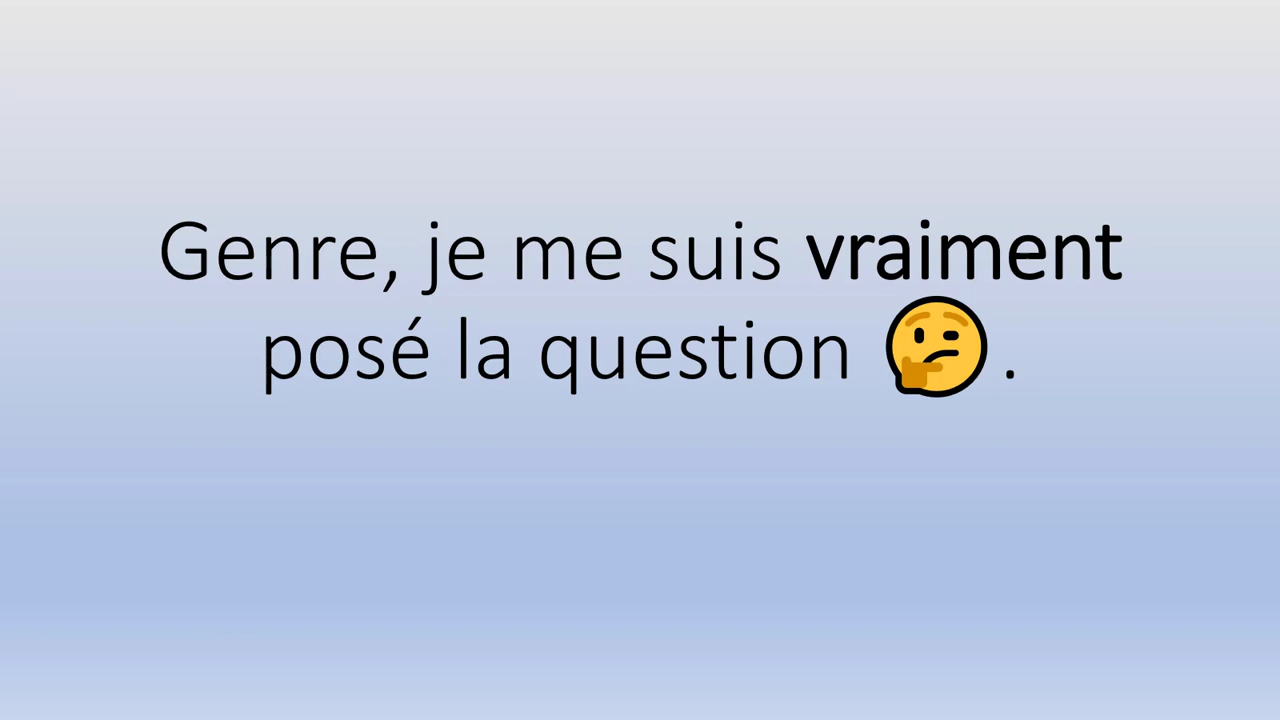 Genre, je me suis vraiment
posé la question 🤔.